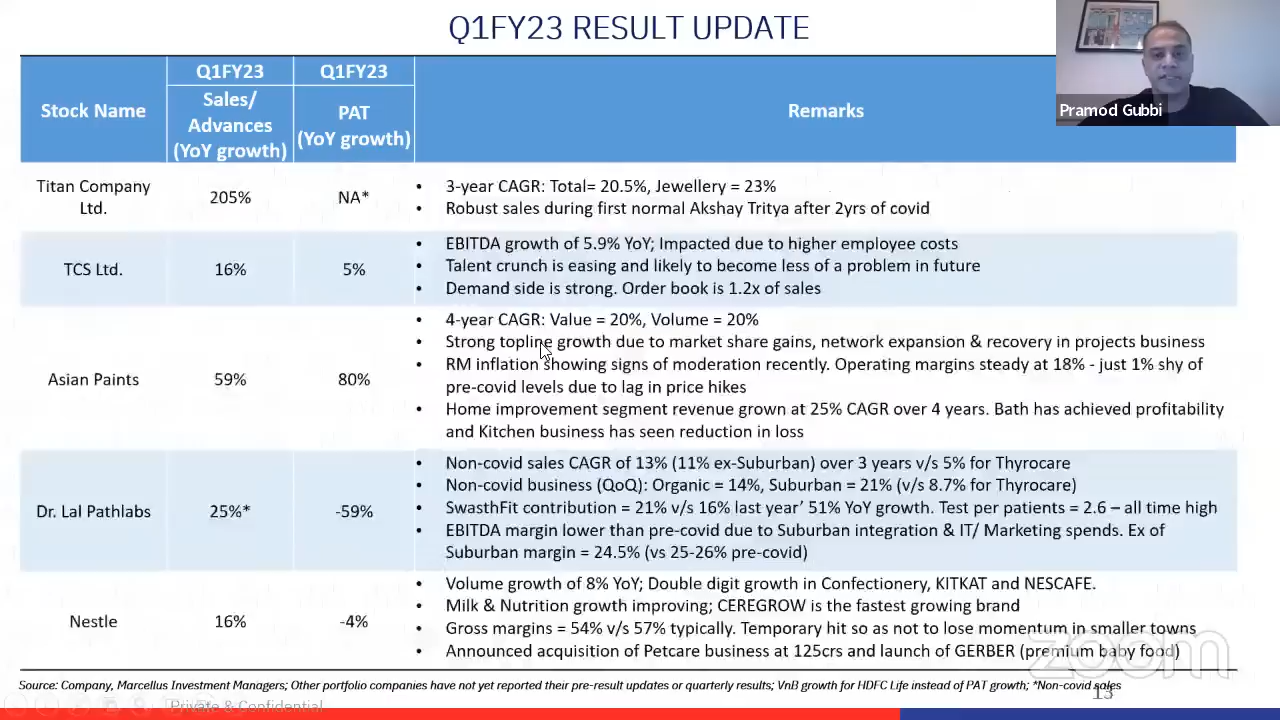 Q1FY23 RESULT UPDATE
Pramod Gubbi
Stock Name
Q1FY23
Sales/
Advances
(YoY growth)
Q1FY23
PAT
(YoY growth)
Remarks
Titan Company
Ltd.
205%
NA*
• 3-year CAGR: Total= 20.5%, Jewellery = 23%
• Robust sales during first normal Akshay Tritya after 2yrs of covid
TCS Ltd.
16%
5%
• EBITDA growth of 5.9% YoY; Impacted due to higher employee costs
• Talent crunch is easing and likely to become less of a problem in future
• Demand side is strong. Order book is 1.2x of sales
Asian Paints
59%
80%
• 4-year CAGR: Value = 20%, Volume = 20%
• Strong topline growth due to market share gains, network expansion & recovery in projects business
• RM inflation showing signs of moderation recently. Operating margins steady at 18% - just 1% shy of
pre-covid levels due to lag in price hikes
• Home improvement segment revenue grown at 25% CAGR over 4 years. Bath has achieved profitability
and Kitchen business has seen reduction in loss
Dr. Lal Pathlabs
25%*
-59%
• Non-covid sales CAGR of 13% (11% ex-Suburban) over 3 years v/s 5% for Thyrocare
• Non-covid business (QoQ): Organic = 14%, Suburban = 21% (v/s 8.7% for Thyrocare)
• SwasthFit contribution = 21% v/s 16% last year’ 51% YoY growth. Test per patients = 2.6 – all time high
• EBITDA margin lower than pre-covid due to Suburban integration & IT/ Marketing spends. Ex of
Suburban margin = 24.5% (vs 25-26% pre-covid)
Nestle
16%
-4%
• Volume growth of 8% YoY; Double digit growth in Confectionery, KITKAT and NESCAFE.
• Milk & Nutrition growth improving; CEREGROW is the fastest growing brand
• Gross margins = 54% v/s 57% typically. Temporary hit so as not to lose momentum in smaller towns
• Announced acquisition of Petcare business at 125crs and launch of GERBER (premium baby food)
zoom
Source: Company, Marcellus Investment Managers; Other portfolio companies have not yet reported their pre-result updates or quarterly results; VnB growth for HDFC Life instead of PAT growth; *Non-covid sales
13
Private & Confidential